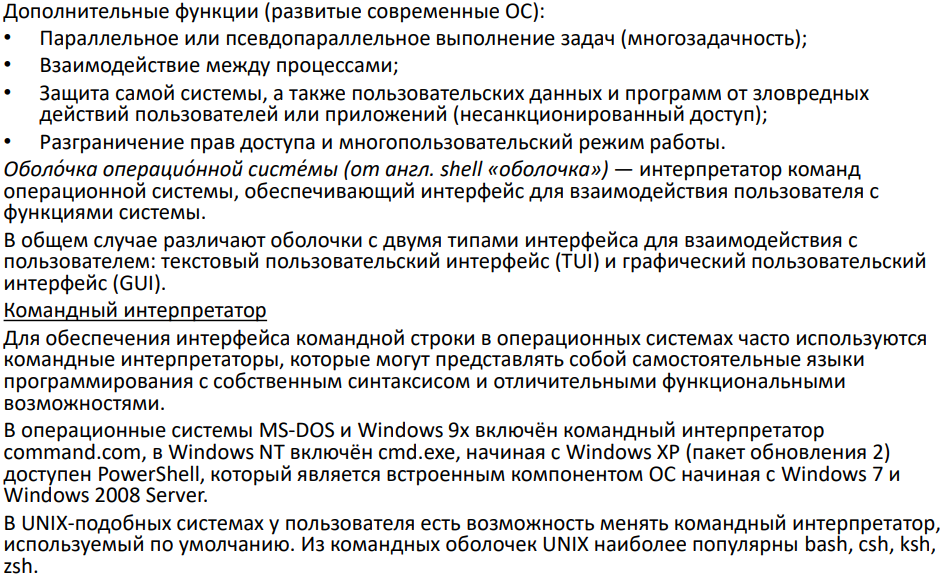 Дополнительные функции (развитые современные ОС):
• Параллельное или псевдопараллельное выполнение задач (многозадачность);
• Взаимодействие между процессами;
• Защита самой системы, а также пользовательских данных и программ от зловредных
действий пользователей или приложений (несанкционированный доступ);
• Разграничение прав доступа и многопользовательский режим работы.
Оболо́чка операцио́нной систе́мы (от англ. shell «оболочка») — интерпретатор команд
операционной системы, обеспечивающий интерфейс для взаимодействия пользователя с
функциями системы.
В общем случае различают оболочки с двумя типами интерфейса для взаимодействия с
пользователем: текстовый пользовательский интерфейс (TUI) и графический пользовательский
интерфейс (GUI).
Командный интерпретатор
Для обеспечения интерфейса командной строки в операционных системах часто используются
командные интерпретаторы, которые могут представлять собой самостоятельные языки
программирования с собственным синтаксисом и отличительными функциональными
возможностями.
В операционные системы MS-DOS и Windows 9x включён командный интерпретатор
command.com, в Windows NT включён cmd.exe, начиная с Windows XP (пакет обновления 2)
доступен PowerShell, который является встроенным компонентом ОС начиная с Windows 7 и
Windows 2008 Server.
В UNIX-подобных системах у пользователя есть возможность менять командный интерпретатор,
используемый по умолчанию. Из командных оболочек UNIX наиболее популярны bash, csh, ksh,
zsh.